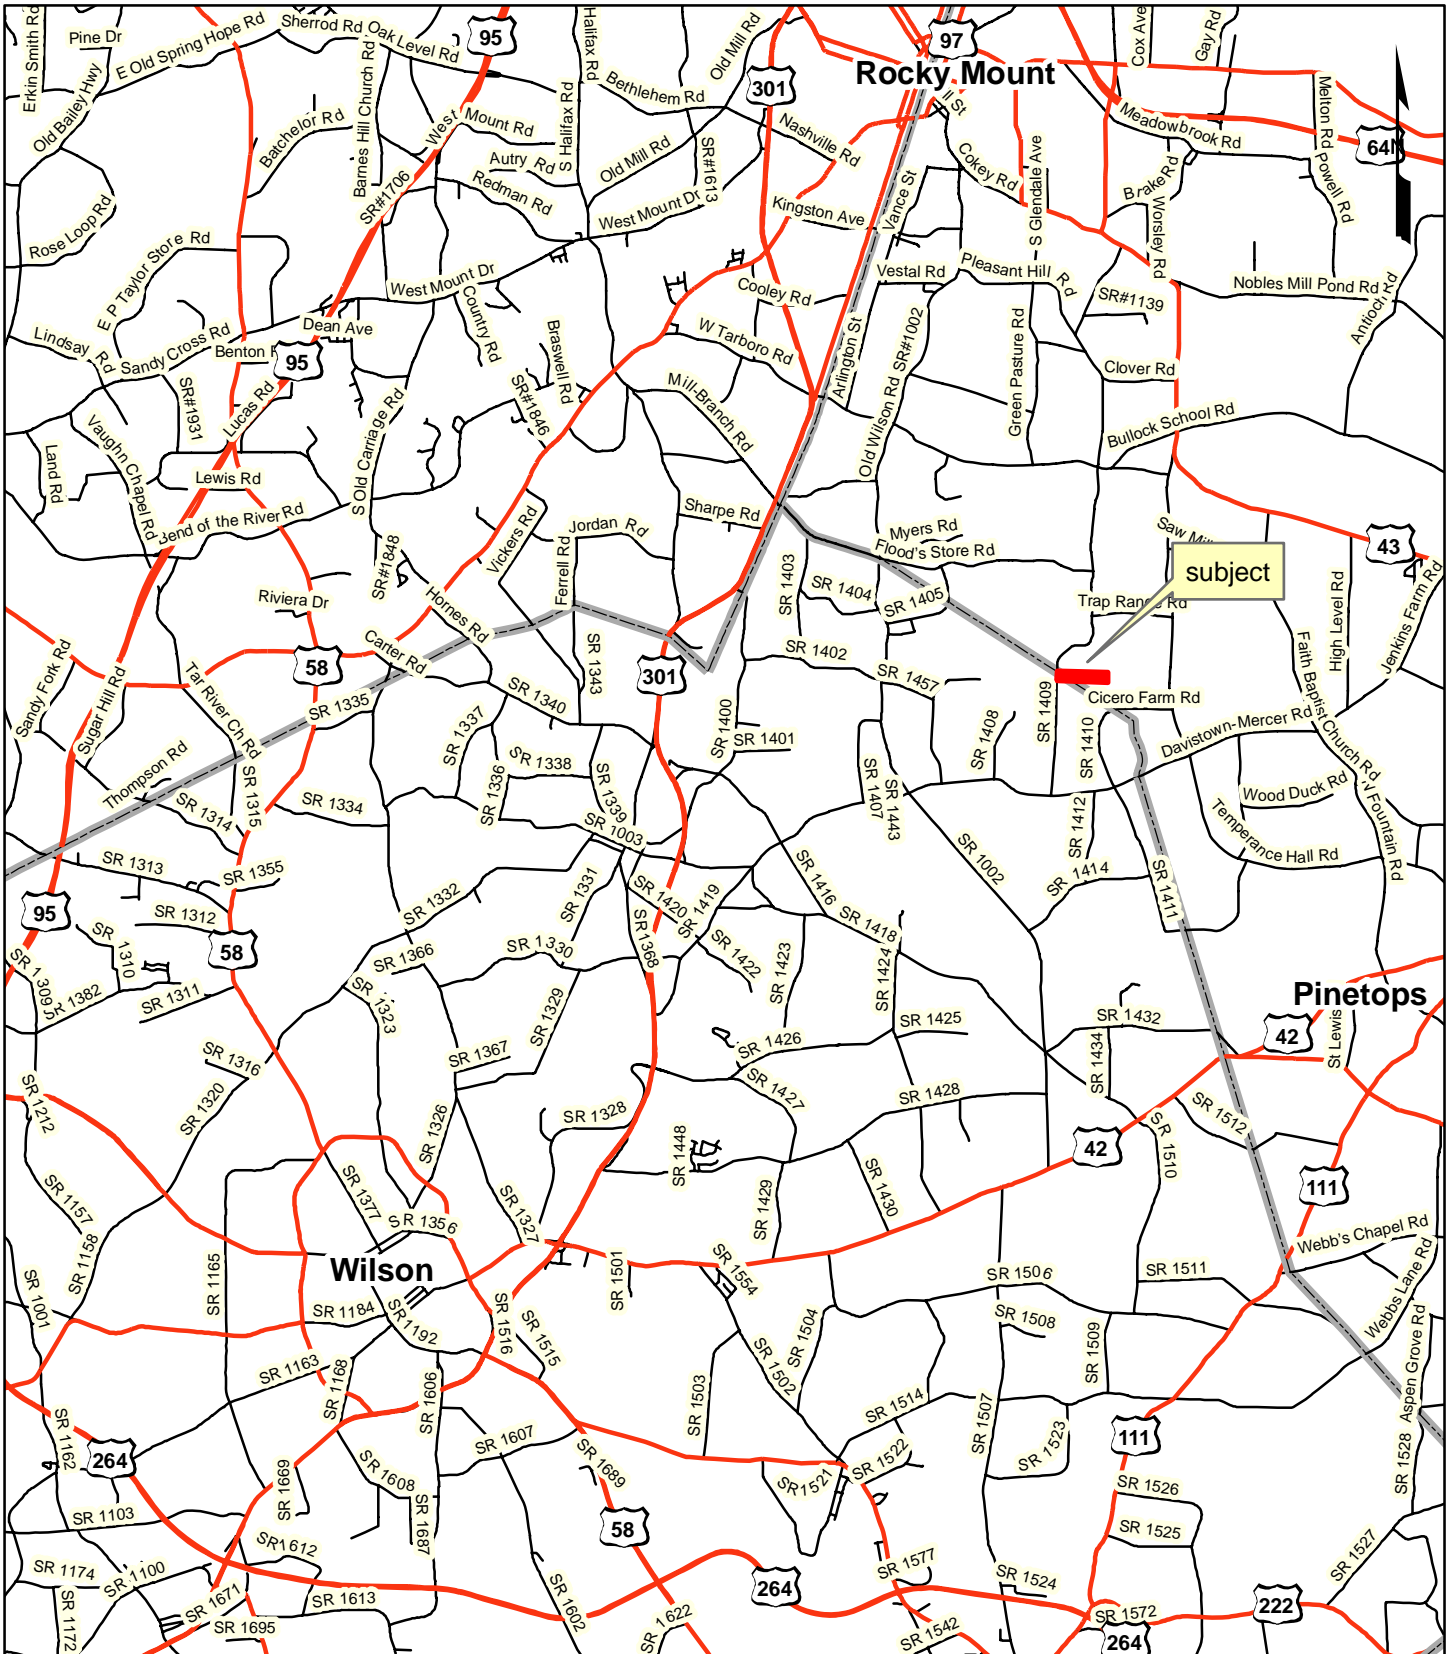 Erkin Smith Rd
Pine Dr
E Old Spring Hope Rd
Sherrod Rd
Oak Level Rd
95
Halifax Rd
Old Mill Rd
97
Rocky Mount
Cox Ave
Gay Rd
Old Bailey Hwy
Batchelor Rd
Barnes Hill Church Rd
West Mount Rd
S Halifax Rd
Bethlehem Rd
301
Nashville Rd
Meadowbrook Rd
Melton Rd
64
N
Autry Rd
Redman Rd
Old Mill Rd
SR#1613
Cokey Rd
S Glendale Ave
Brake Rd
Powell Rd
SR#1706
West Mount Dr
Kingston Ave
Vance St
Worsley Rd
Rose Loop Rd
E P Taylor Store Rd
West Mount Dr
Cooley Rd
Vestal Rd
Pleasant Hill Rd
SR#1139
Nobles Mill Pond Rd
Antioch Rd
Lindsay Rd
Sandy Cross Rd
Dean Ave
Benton
95
Country Rd
Braswell Rd
W Tarboro Rd
Arlington St
SR#1002
Green Pasture Rd
Clover Rd
SR#1931
Lucas Rd
S Old Carriage Rd
SR#1846
Mill-Branch Rd
Old Wilson Rd
Bullock School Rd
Vaughn Chapel Rd
Land Rd
Lewis Rd
Bend of the River Rd
Vickers Rd
Jordan Rd
Sharpe Rd
Myers Rd
Flood's Store Rd
Saw
43
subject
SR#1848
Riviera Dr
Hornes Rd
Ferrell Rd
SR 1403
SR 1404
SR 1405
Trap Range Rd
High Level Rd
Jenkins Farm Rd
Sandy Fork Rd
Sugar Hill Rd
Tar River Ch Rd
58
Carter Rd
SR 1343
301
SR 1402
SR 1457
SR 1409
Cicero Farm Rd
Faith Baptist Church Rd
SR 1335
SR 1340
SR 1337
SR 1400
SR 1401
SR 1408
SR 1410
Davistown-Mercer Rd
Thompson Rd
SR 1315
SR 1338
SR 1336
SR 1339
SR 1407
SR 1443
SR 1412
Wood Duck Rd
Temperance Hall Rd
W Fountain Rd
SR 1314
SR 1334
SR 1003
SR 1313
SR 1355
SR 1331
SR 1332
SR 1420
SR 1419
SR 1416
SR 1002
SR 1414
SR 1411
95
SR 1312
58
SR 1310
SR 1366
SR 1330
SR 1368
SR 1422
SR 1423
SR 1418
SR 1424
SR 1309
SR 1382
SR 1311
SR 1323
SR 1329
SR 1425
SR 1432
Pinetops
42
St Lewis
SR 1316
SR 1367
SR 1426
SR 1434
SR 1212
SR 1320
SR 1326
SR 1328
SR 1427
SR 1428
SR 1512
SR 1448
42
SR 1510
111
SR 1157
SR 1377
SR 1356
SR 1327
SR 1429
SR 1430
SR 1158
SR 1165
Wilson
SR 1501
SR 1554
SR 1506
SR 1511
Webb's Chapel Rd
Webbs Lane Rd
SR 1001
SR 1184
SR 1192
SR 1516
SR 1515
SR 1504
SR 1508
SR 1509
SR 1163
SR 1168
SR 1606
SR 1503
SR 1502
SR 1514
SR 1507
Aspen Grove Rd
SR 1162
264
SR 1607
SR 1689
SR 1522
SR 1523
111
SR 1528
SR 1669
SR 1608
SR1521
SR 1526
SR 1103
SR 1687
58
SR 1525
SR1612
SR 1577
SR 1527
SR 1174
SR 1100
SR 1613
SR 1602
264
SR 1524
222
SR 1172
SR 1671
SR 1695
SR 1622
SR 1542
SR 1572
264